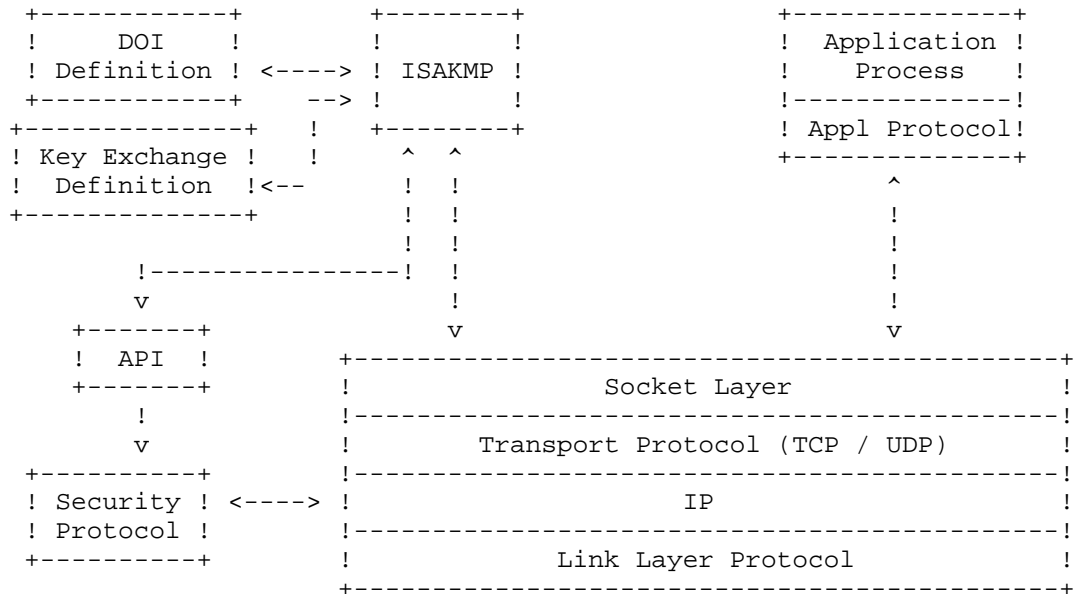 DOI Application
Definition ISAKMP Process
Key Exchange Appl Protocol
Definition
API
Socket Layer
Transport Protocol (TCP / UDP)
Security IP
Protocol
Link Layer Protocol